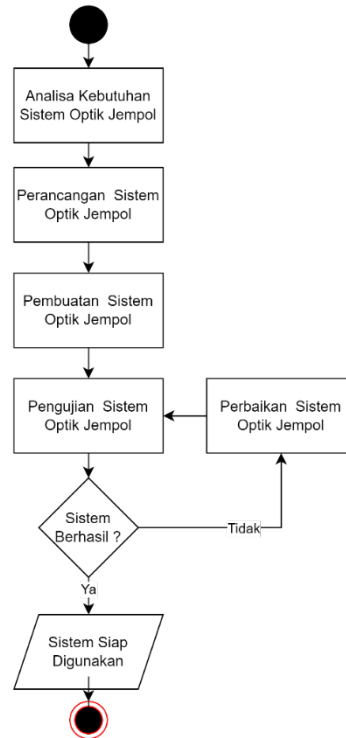 Analisa Kebutuhan
Sistem Optik Jempol
Perancangan Sistem
Optik Jempol
Pembuatan Sistem
Optik Jempol
Pengujian Sistem
Optik Jempol
Perbaikan Sistem
Optik Jempol
Sistem
Berhasil ?
Tidak
Ya
Sistem Siap
Digunakan